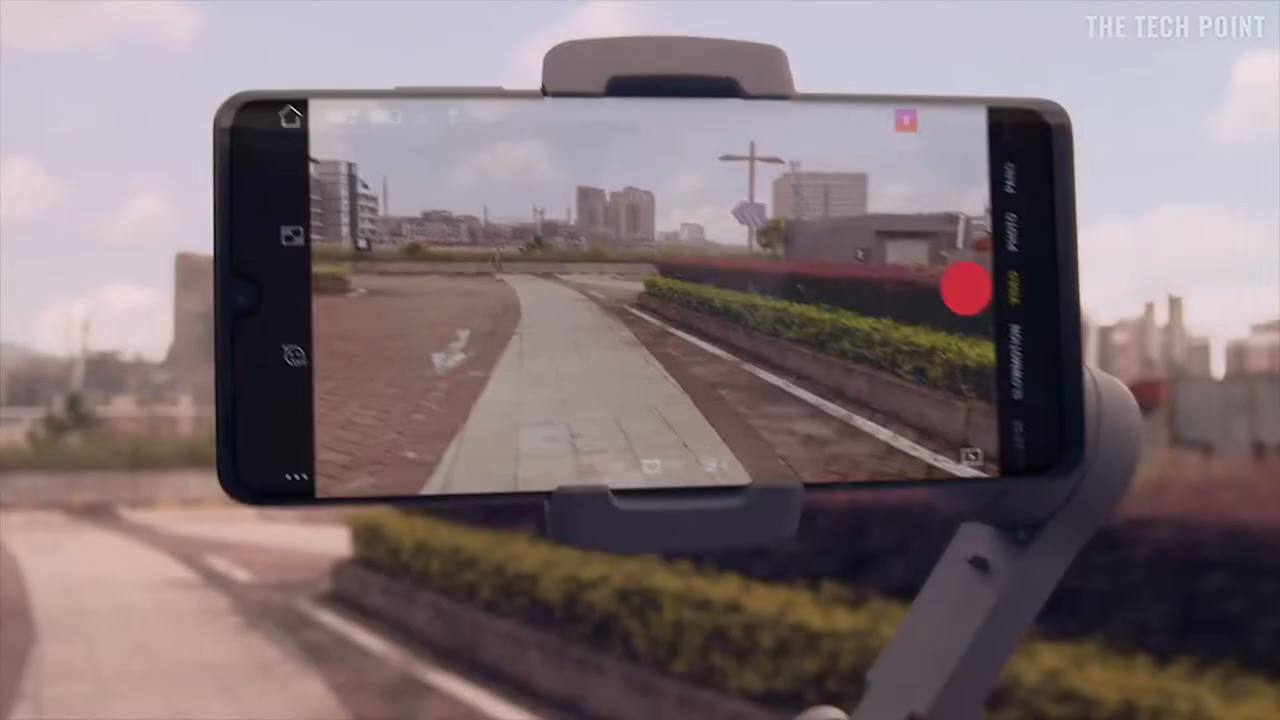 THE TECH POINT
PANO
PHOTO
VIDEO
SLOWMOTION